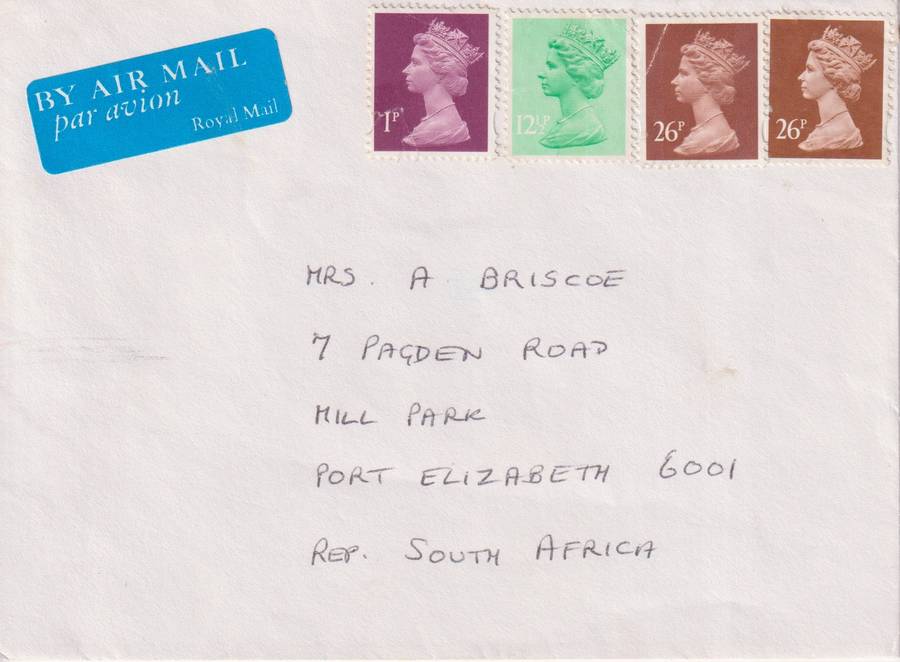 BY AIR MAIL
par avion
Royal Mail
1P
12½P
26P
26P
MRS. A BRISCOE
7 PAGDEN ROAD
MILL PARK
PORT ELIZABETH 6001
REP. SOUTH AFRICA